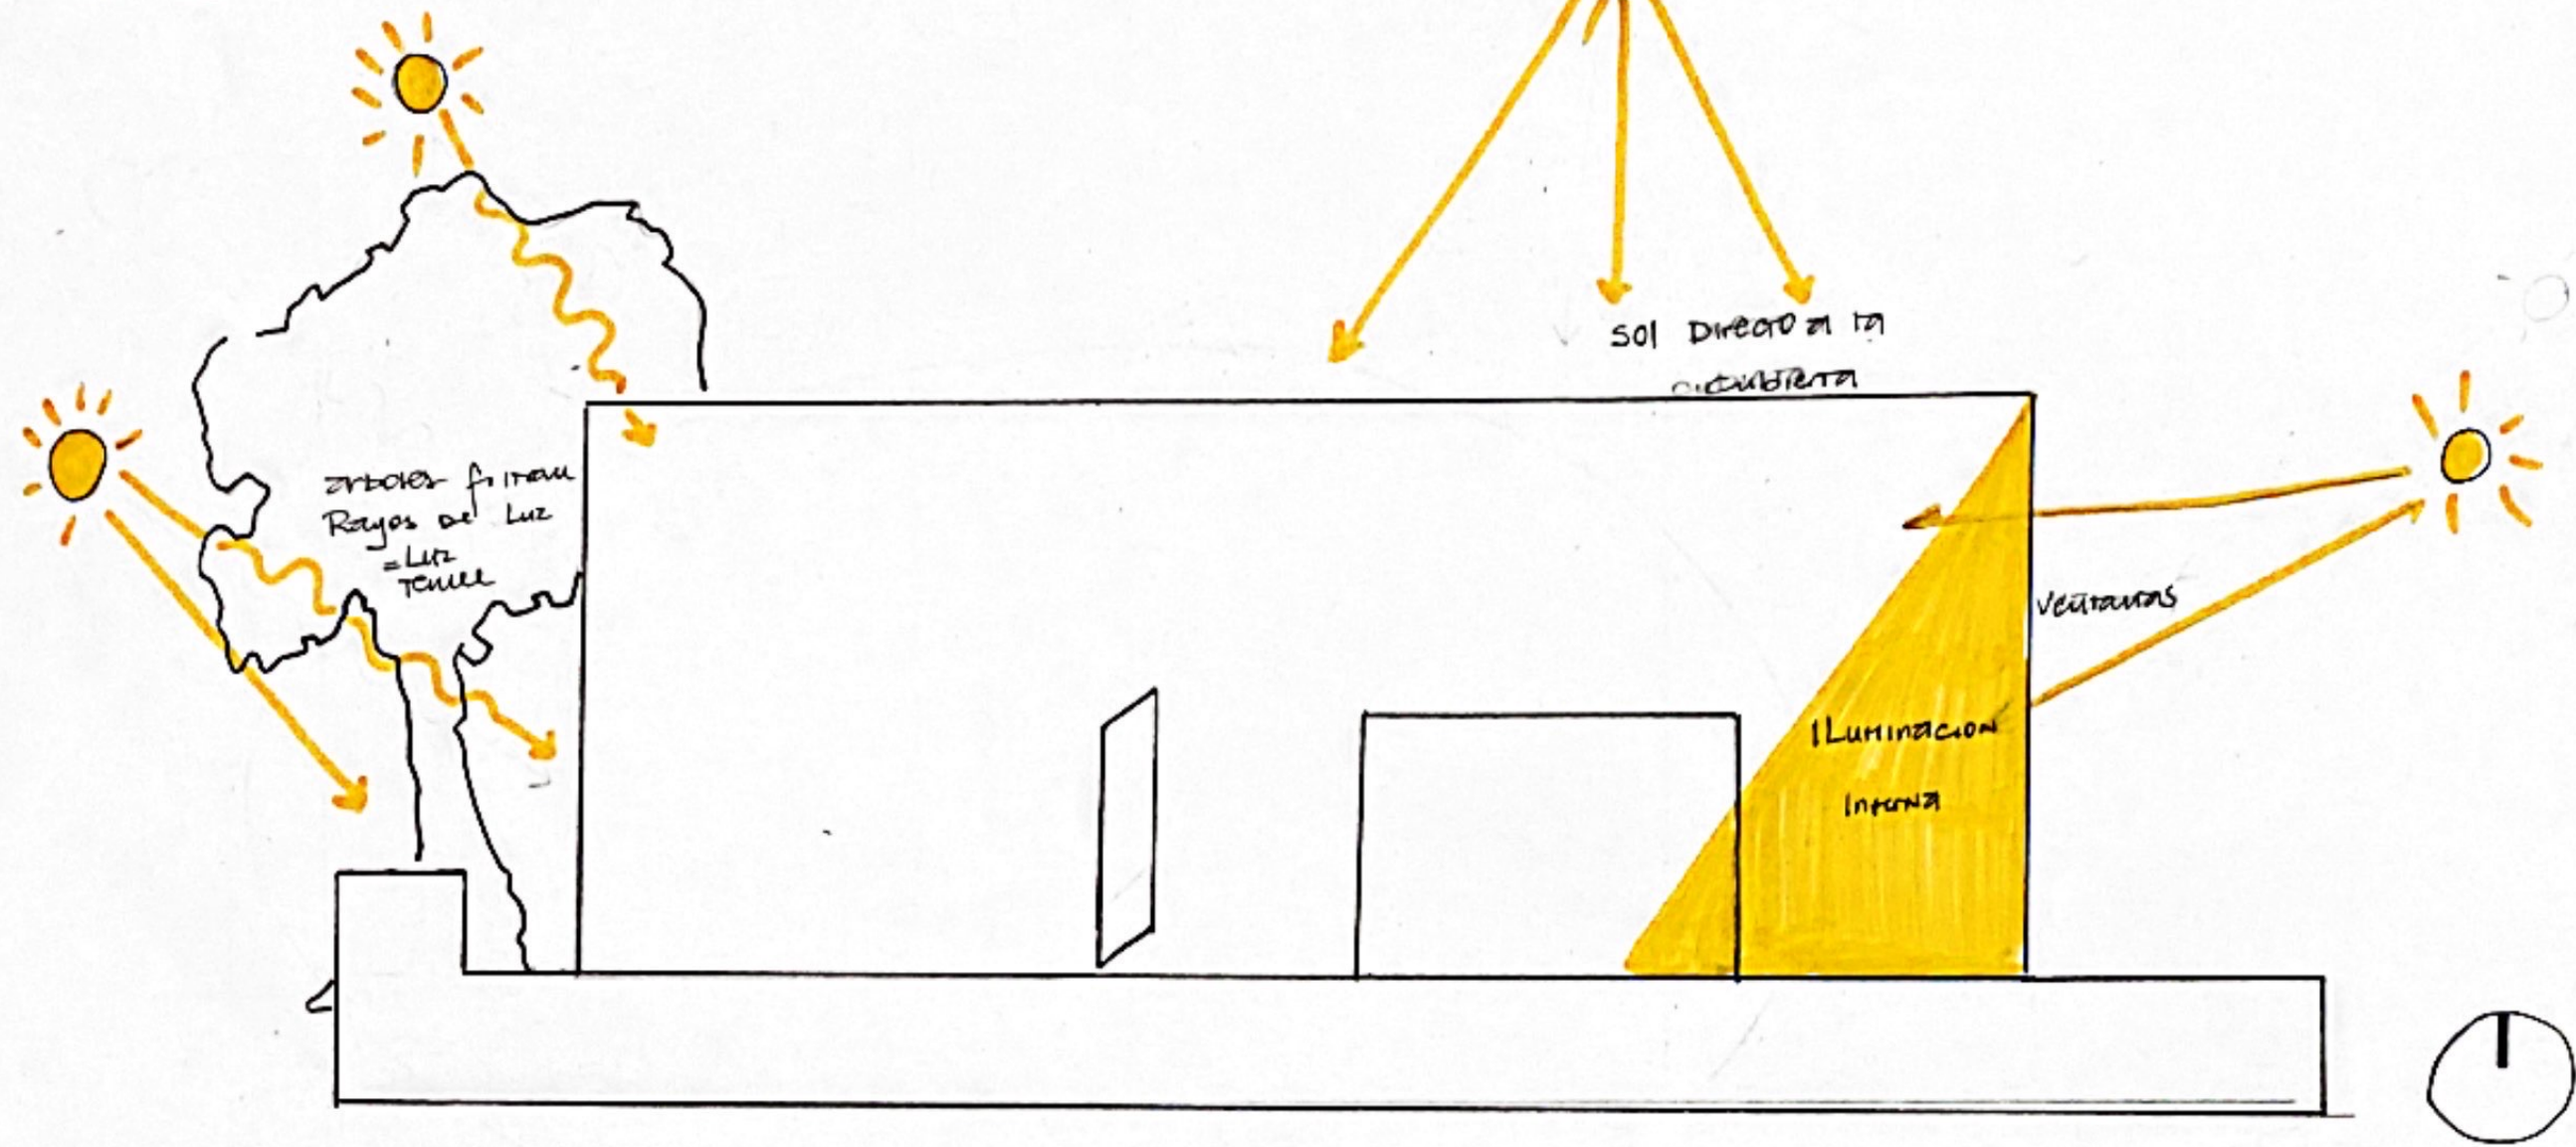 sol Directo a la
cubierta
arboles filtran
Rayos de Luz
= Luz
Tenue
Ventanas
ILuminacion
Interna